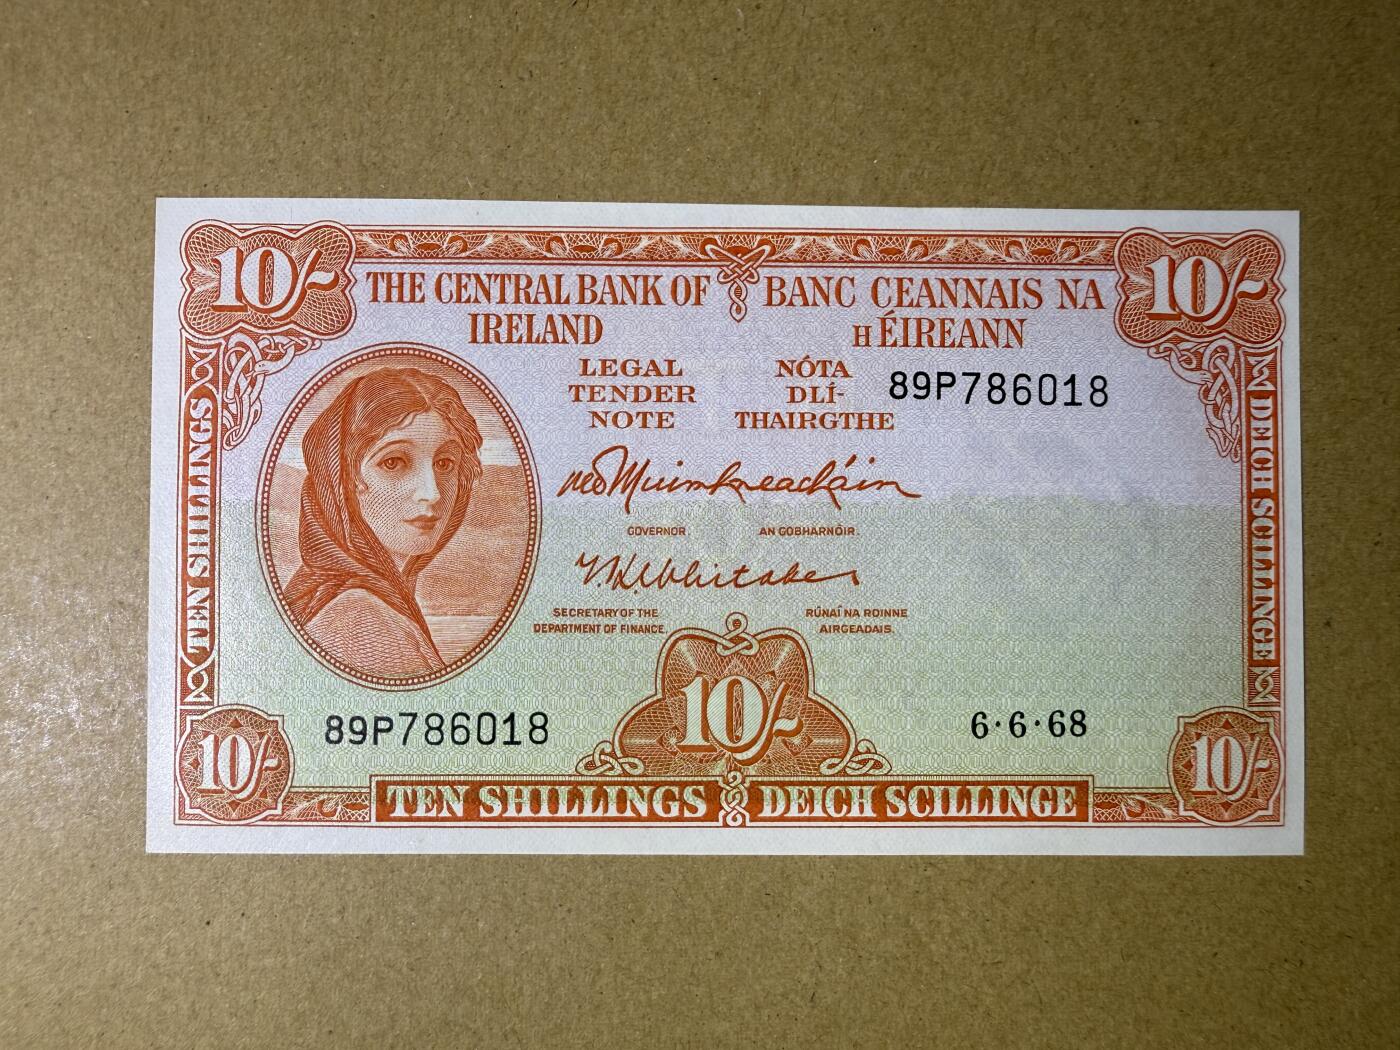 10/-
THE CENTRAL BANK OF
IRELAND
BANC CEANNAIS NA
H ÉIREANN
10/-
LEGAL
TENDER
NOTE
NÓTA
DLÍ-
THAIRGTHE
89P786018
TEN SHILLINGS
DEICH SCILLINGE
GOVERNOR.
AN GOBHARNÓIR.
T.K. Whitaker
SECRETARY OF THE
DEPARTMENT OF FINANCE.
RÚNAÍ NA ROINNE
AIRGEADAIS.
89P786018
10/-
6·6·68
10/-
10/-
TEN SHILLINGS
DEICH SCILLINGE